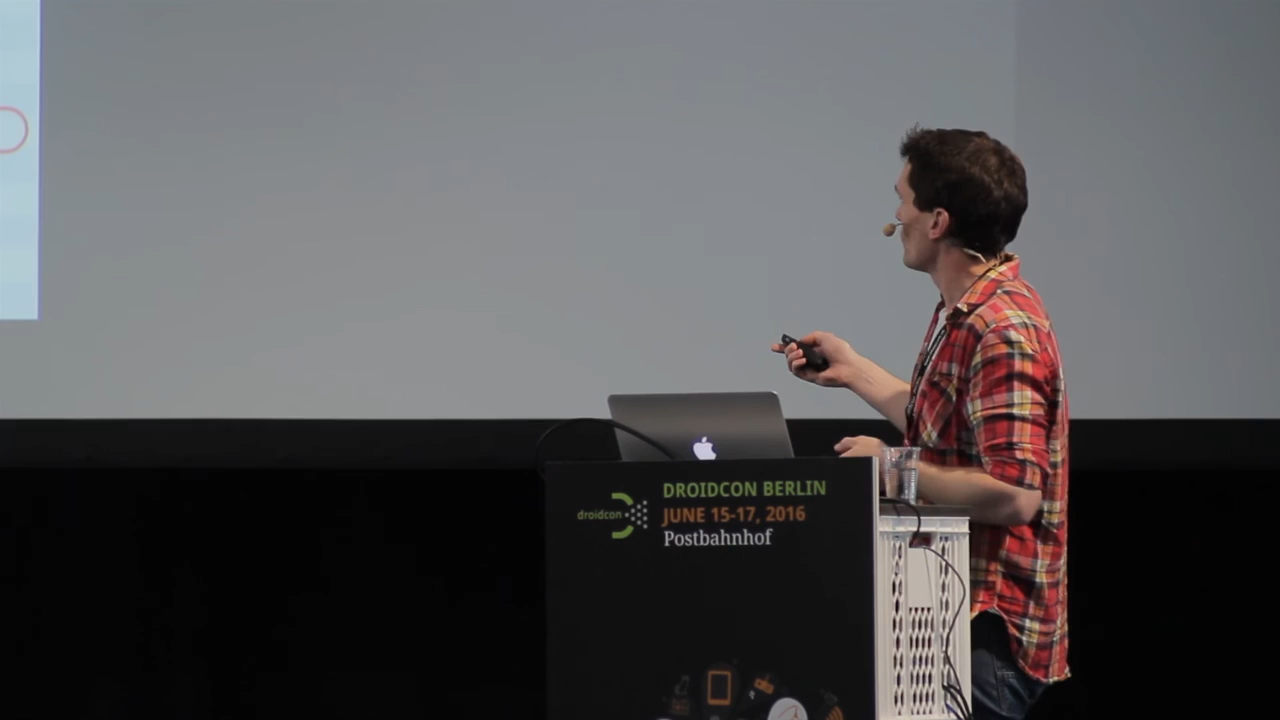 DROIDCON BERLIN
droidcon
JUNE 15-17, 2016
Postbahnhof